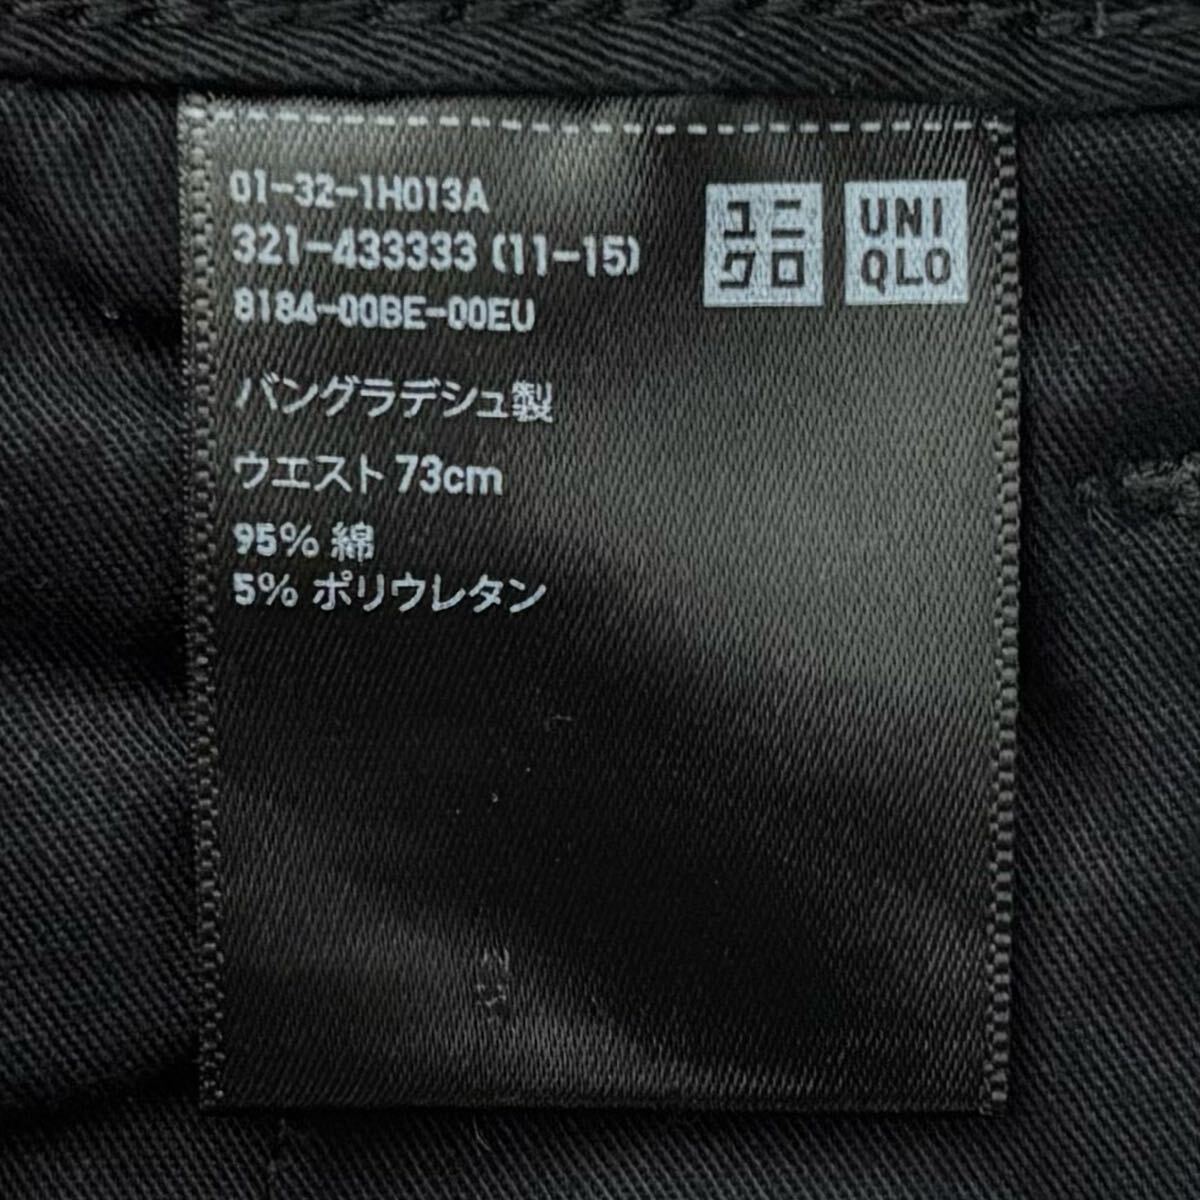 01-32-1H013A
321-433333 (11-15)
8184-00BE-00EU
ユニ
クロ
UNI
QLO
バングラデシュ製
ウエスト 73cm
95% 綿
5% ポリウレタン